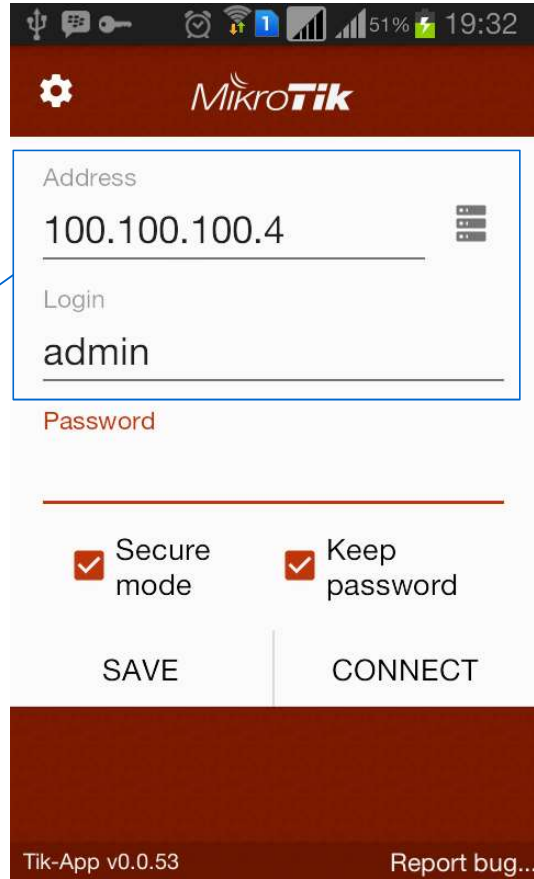 1 51% 19:32
MikroTik
Address
100.100.100.4
Login
admin
Password
Secure mode
Keep password
SAVE CONNECT
Tik-App v0.0.53 Report bug...